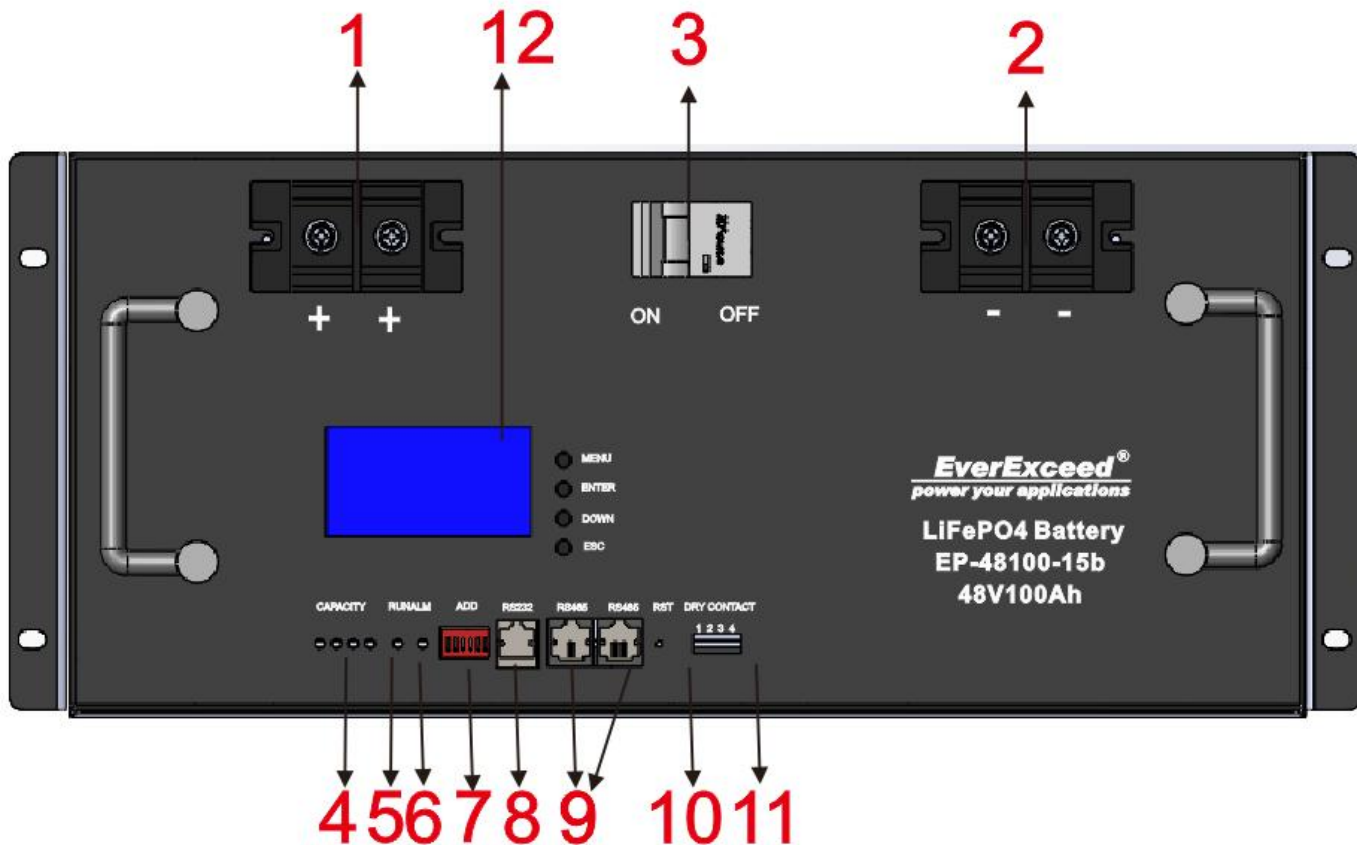 1 12 3 2
+ + ON OFF - -
MENU
ENTER
DOWN
ESC
EverExceed®
power your applications
LiFePO4 Battery
EP-48100-15b
48V100Ah
CAPACITY RUNALM ADD RS232 RS485 RS485 RST DRY CONTACT
1 2 3 4
4 5 6 7 8 9 10 11